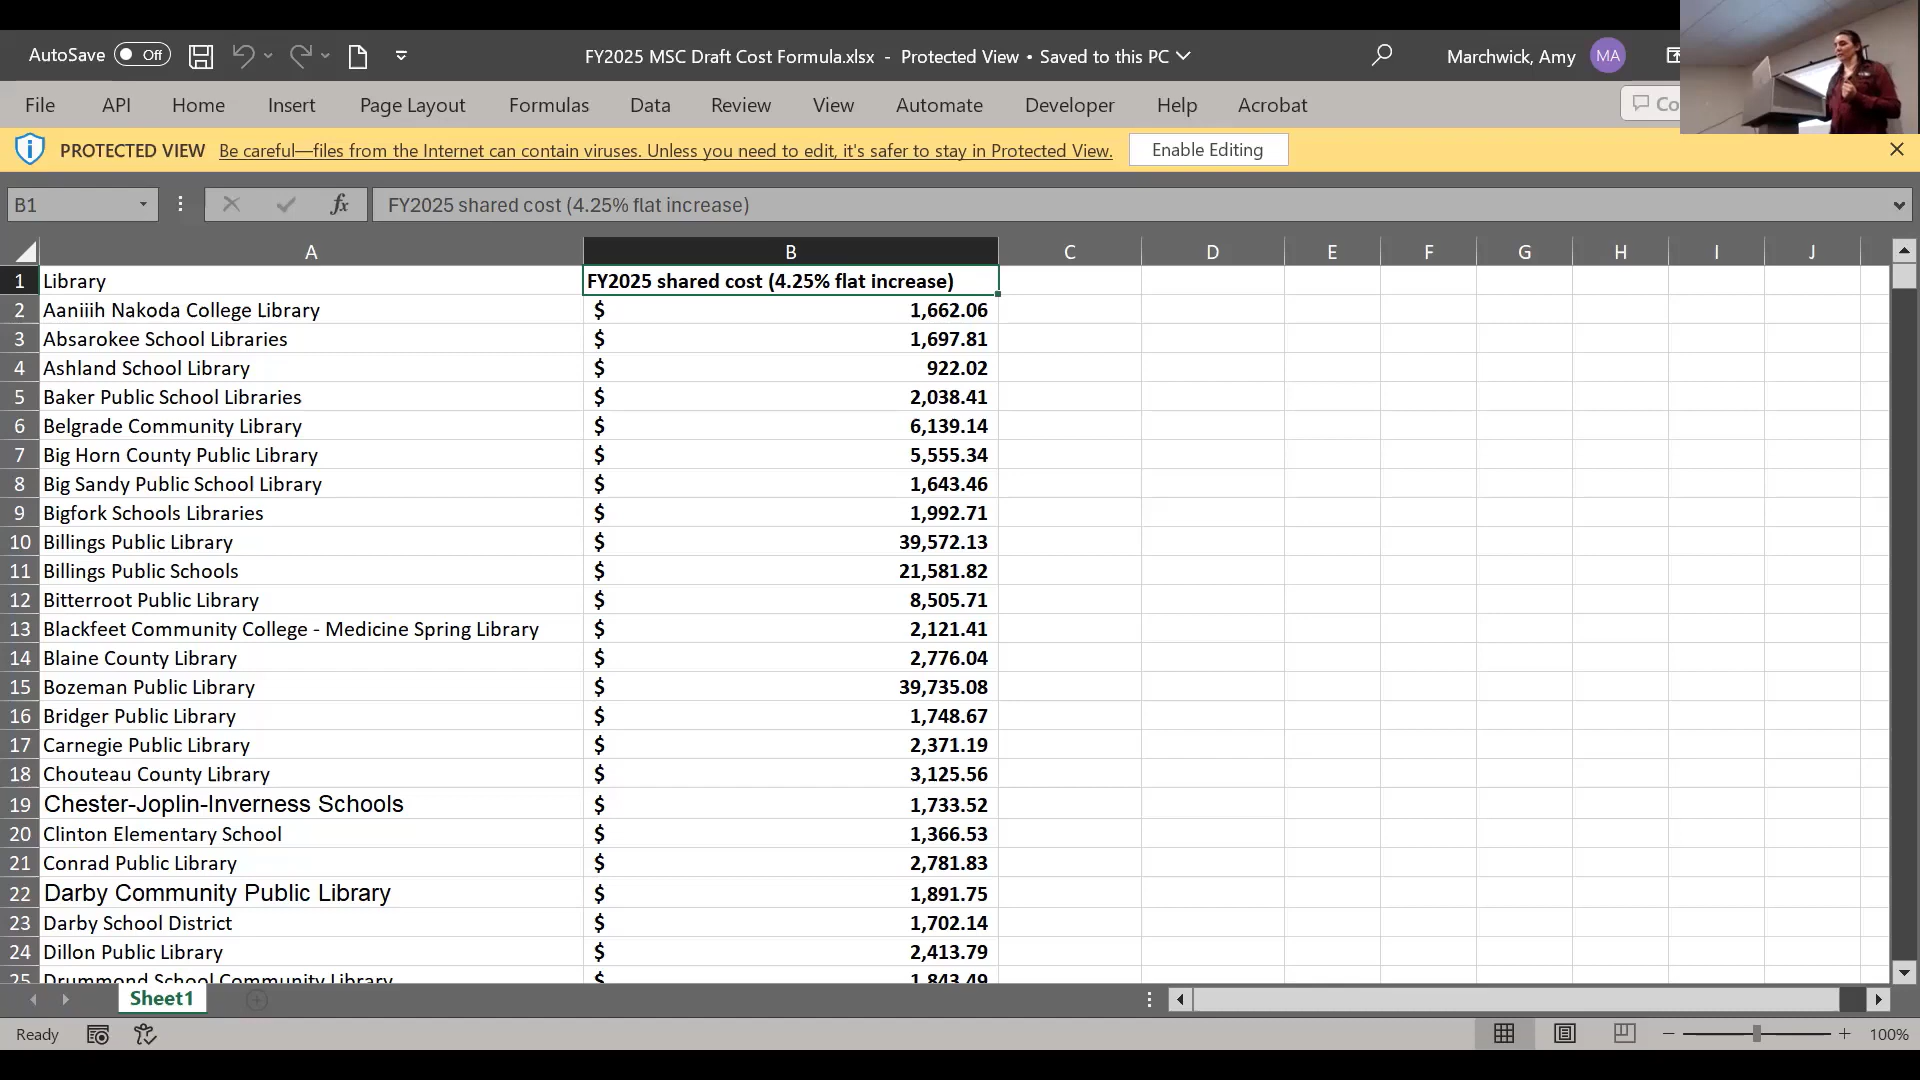 AutoSave Off FY2025 MSC Draft Cost Formula.xlsx - Protected View • Saved to this PC Marchwick, Amy MA
File API Home Insert Page Layout Formulas Data Review View Automate Developer Help Acrobat
PROTECTED VIEW Be careful—files from the Internet can contain viruses. Unless you need to edit, it's safer to stay in Protected View. Enable Editing
B1 fx FY2025 shared cost (4.25% flat increase)
A B C D E F G H I J
1 Library FY2025 shared cost (4.25% flat increase)
2 Aaniiih Nakoda College Library $ 1,662.06
3 Absarokee School Libraries $ 1,697.81
4 Ashland School Library $ 922.02
5 Baker Public School Libraries $ 2,038.41
6 Belgrade Community Library $ 6,139.14
7 Big Horn County Public Library $ 5,555.34
8 Big Sandy Public School Library $ 1,643.46
9 Bigfork Schools Libraries $ 1,992.71
10 Billings Public Library $ 39,572.13
11 Billings Public Schools $ 21,581.82
12 Bitterroot Public Library $ 8,505.71
13 Blackfeet Community College - Medicine Spring Library $ 2,121.41
14 Blaine County Library $ 2,776.04
15 Bozeman Public Library $ 39,735.08
16 Bridger Public Library $ 1,748.67
17 Carnegie Public Library $ 2,371.19
18 Chouteau County Library $ 3,125.56
19 Chester-Joplin-Inverness Schools $ 1,733.52
20 Clinton Elementary School $ 1,366.53
21 Conrad Public Library $ 2,781.83
22 Darby Community Public Library $ 1,891.75
23 Darby School District $ 1,702.14
24 Dillon Public Library $ 2,413.79
25 Drummond School Community Library $ 1,843.49
Sheet1
Ready 100%